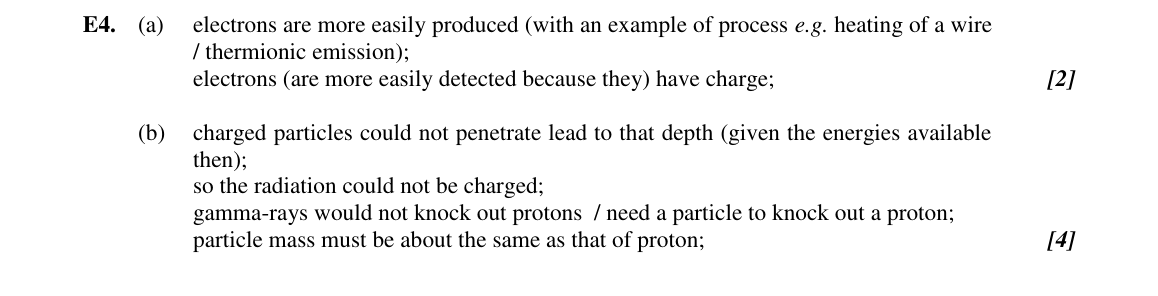 E4. (a) electrons are more easily produced (with an example of process e.g. heating of a wire
/ thermionic emission);
electrons (are more easily detected because they) have charge; [2]
(b) charged particles could not penetrate lead to that depth (given the energies available
then);
so the radiation could not be charged;
gamma-rays would not knock out protons / need a particle to knock out a proton;
particle mass must be about the same as that of proton; [4]